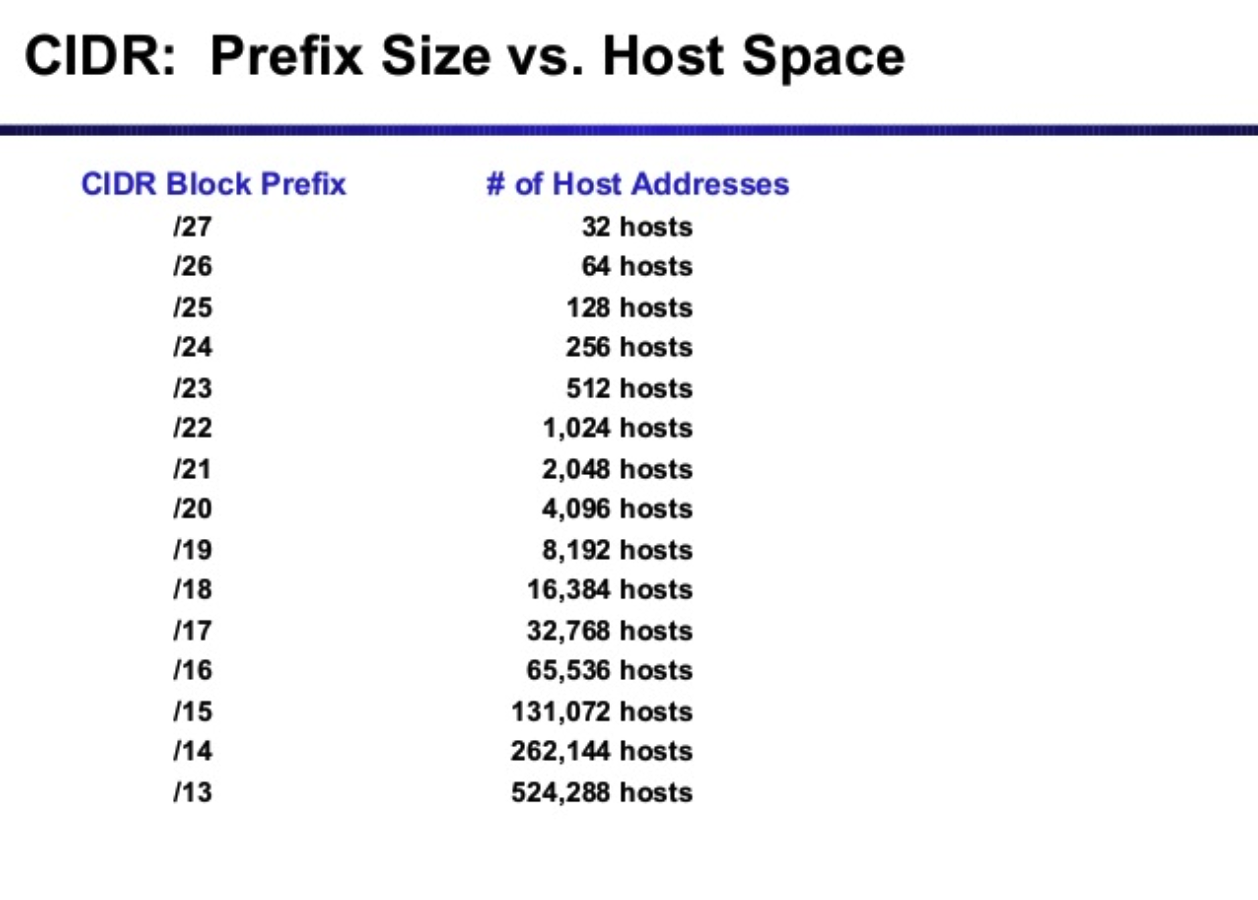 CIDR: Prefix Size vs. Host Space
CIDR Block Prefix # of Host Addresses
/27 32 hosts
/26 64 hosts
/25 128 hosts
/24 256 hosts
/23 512 hosts
/22 1,024 hosts
/21 2,048 hosts
/20 4,096 hosts
/19 8,192 hosts
/18 16,384 hosts
/17 32,768 hosts
/16 65,536 hosts
/15 131,072 hosts
/14 262,144 hosts
/13 524,288 hosts